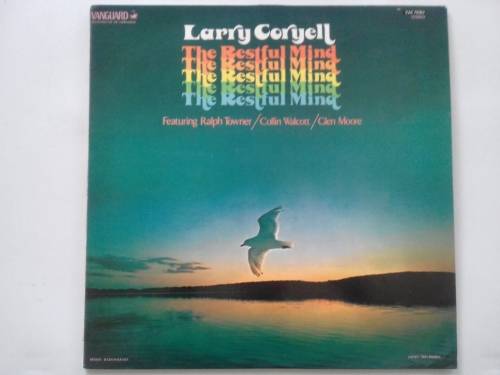 VANGUARD
Larry Coryell
The Restful Mind
The Restful Mind
The Restful Mind
The Restful Mind
The Restful Mind
Featuring Ralph Towner/Collin Walcott/Glen Moore